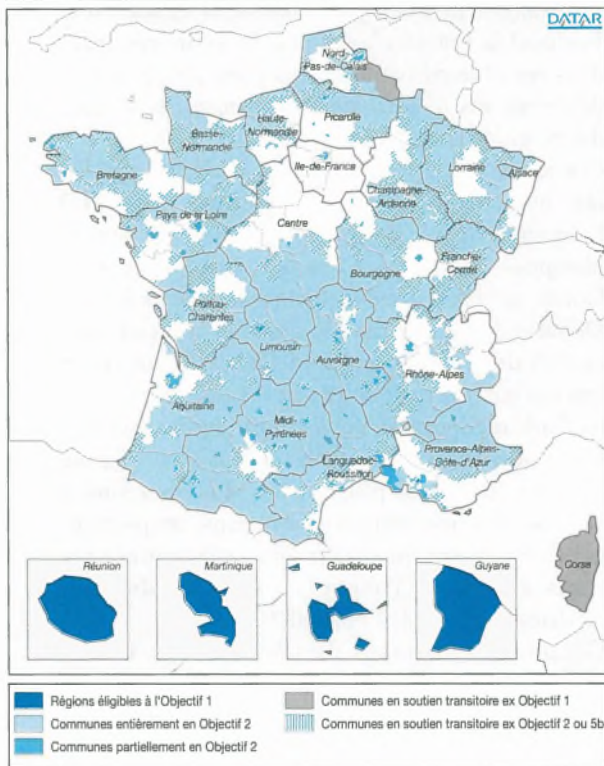 DATAR
Nord-
Pas-de-Calais
Haute-
Normandie
Picardie
Basse-
Normandie
Ile-de-France
Lorraine
Alsace
Bretagne
Champagne-
Ardenne
Pays de la Loire
Centre
Bourgogne
Franche-
Comté
Poitou-
Charentes
Limousin
Auvergne
Rhône-Alpes
Aquitaine
Midi-
Pyrénées
Languedoc-
Roussillon
Provence-Alpes-
Côte-d'Azur
Corse
Réunion
Martinique
Guadeloupe
Guyane
Régions éligibles à l'Objectif 1
Communes entièrement en Objectif 2
Communes partiellement en Objectif 2
Communes en soutien transitoire ex Objectif 1
Communes en soutien transitoire ex Objectif 2 ou 5b